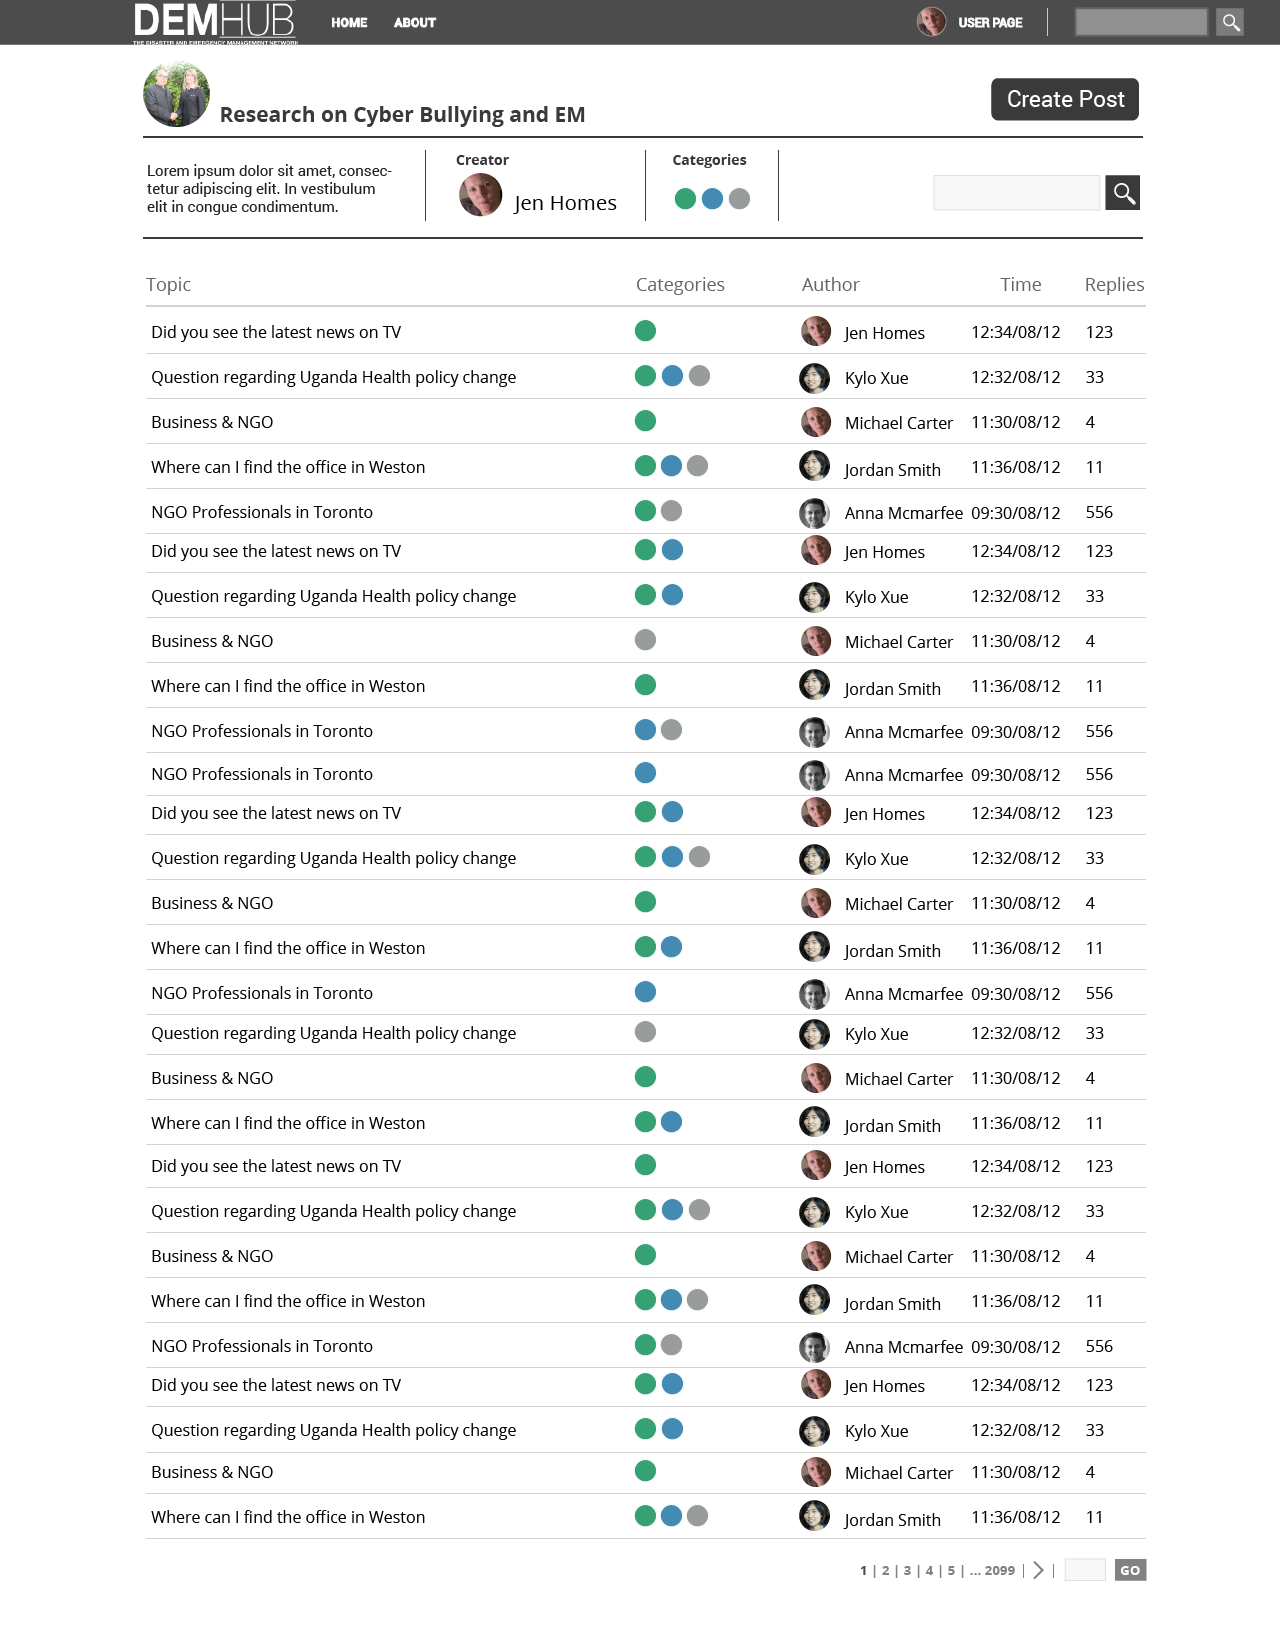 DEMHUB
THE DISASTER AND EMERGENCY MANAGEMENT NETWORK
HOME ABOUT USER PAGE
Research on Cyber Bullying and EM
Create Post
Lorem ipsum dolor sit amet, consec-
tetur adipiscing elit. In vestibulum
elit in congue condimentum.
Creator
Jen Homes
Categories
Topic Categories Author Time Replies
Did you see the latest news on TV Jen Homes 12:34/08/12 123
Question regarding Uganda Health policy change Kylo Xue 12:32/08/12 33
Business & NGO Michael Carter 11:30/08/12 4
Where can I find the office in Weston Jordan Smith 11:36/08/12 11
NGO Professionals in Toronto Anna Mcmarfee 09:30/08/12 556
Did you see the latest news on TV Jen Homes 12:34/08/12 123
Question regarding Uganda Health policy change Kylo Xue 12:32/08/12 33
Business & NGO Michael Carter 11:30/08/12 4
Where can I find the office in Weston Jordan Smith 11:36/08/12 11
NGO Professionals in Toronto Anna Mcmarfee 09:30/08/12 556
NGO Professionals in Toronto Anna Mcmarfee 09:30/08/12 556
Did you see the latest news on TV Jen Homes 12:34/08/12 123
Question regarding Uganda Health policy change Kylo Xue 12:32/08/12 33
Business & NGO Michael Carter 11:30/08/12 4
Where can I find the office in Weston Jordan Smith 11:36/08/12 11
NGO Professionals in Toronto Anna Mcmarfee 09:30/08/12 556
Question regarding Uganda Health policy change Kylo Xue 12:32/08/12 33
Business & NGO Michael Carter 11:30/08/12 4
Where can I find the office in Weston Jordan Smith 11:36/08/12 11
Did you see the latest news on TV Jen Homes 12:34/08/12 123
Question regarding Uganda Health policy change Kylo Xue 12:32/08/12 33
Business & NGO Michael Carter 11:30/08/12 4
Where can I find the office in Weston Jordan Smith 11:36/08/12 11
NGO Professionals in Toronto Anna Mcmarfee 09:30/08/12 556
Did you see the latest news on TV Jen Homes 12:34/08/12 123
Question regarding Uganda Health policy change Kylo Xue 12:32/08/12 33
Business & NGO Michael Carter 11:30/08/12 4
Where can I find the office in Weston Jordan Smith 11:36/08/12 11
1 | 2 | 3 | 4 | 5 | ... 2099 | > | GO